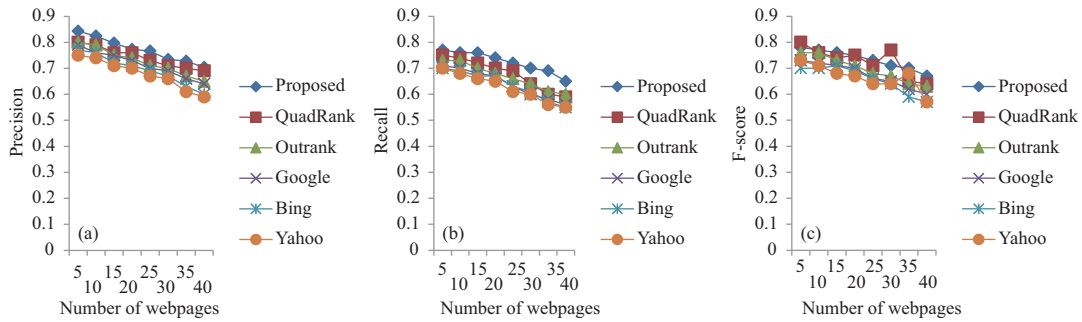 0.9
0.8
0.7
0.6
0.5
0.4
0.3
0.2
0.1
0
Precision
(a)
5 15 25 35
10 20 30 40
Number of webpages
Proposed
QuadRank
Outrank
Google
Bing
Yahoo
0.9
0.8
0.7
0.6
0.5
0.4
0.3
0.2
0.1
0
Recall
(b)
5 15 25 35
10 20 30 40
Number of webpages
Proposed
QuadRank
Outrank
Google
Bing
Yahoo
0.9
0.8
0.7
0.6
0.5
0.4
0.3
0.2
0.1
0
F-score
(c)
5 15 25 35
10 20 30 40
Number of webpages
Proposed
QuadRank
Outrank
Google
Bing
Yahoo